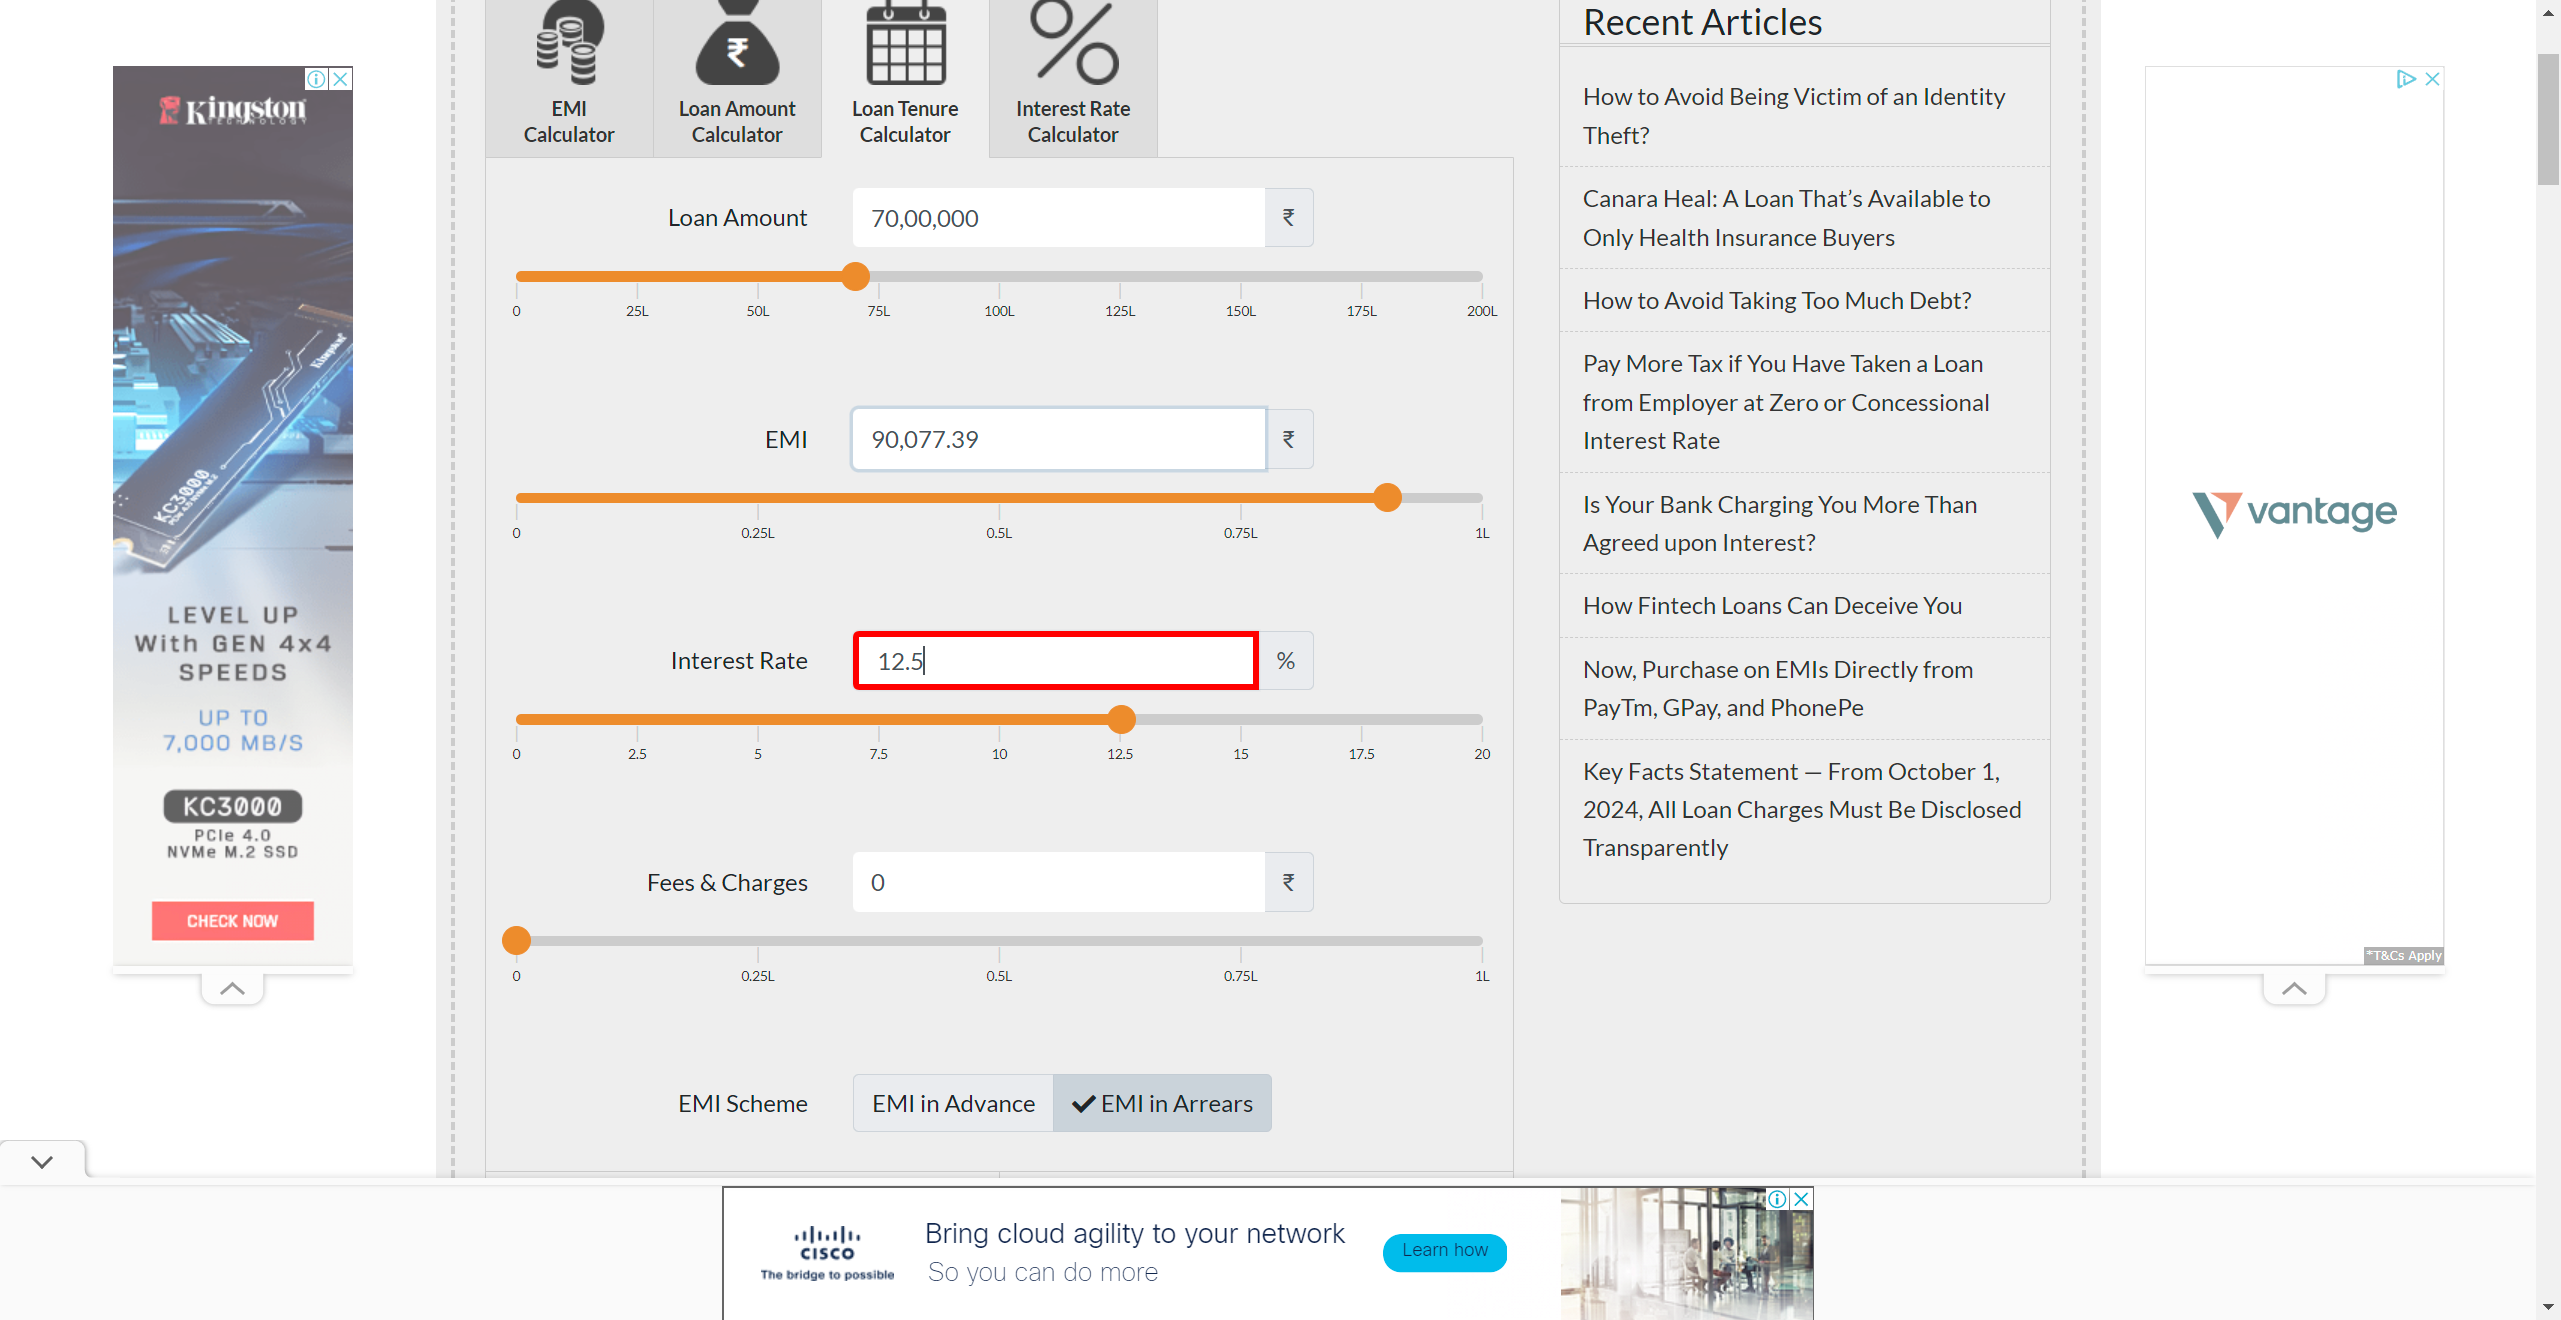 Kingston
TECHNOLOGY
Kingston
KC3000
LEVEL UP
With GEN 4x4
SPEEDS
UP TO
7,000 MB/S
KC3000
PCIe 4.0
NVMe M.2 SSD
CHECK NOW
EMI
Calculator
Loan Amount
Calculator
Loan Tenure
Calculator
Interest Rate
Calculator
Loan Amount
70,00,000
₹
0 25L 50L 75L 100L 125L 150L 175L 200L
EMI
90,077.39
₹
0 0.25L 0.5L 0.75L 1L
Interest Rate
12.5
%
0 2.5 5 7.5 10 12.5 15 17.5 20
Fees & Charges
0
₹
0 0.25L 0.5L 0.75L 1L
EMI Scheme
EMI in Advance
EMI in Arrears
Recent Articles
How to Avoid Being Victim of an Identity
Theft?
Canara Heal: A Loan That’s Available to
Only Health Insurance Buyers
How to Avoid Taking Too Much Debt?
Pay More Tax if You Have Taken a Loan
from Employer at Zero or Concessional
Interest Rate
Is Your Bank Charging You More Than
Agreed upon Interest?
How Fintech Loans Can Deceive You
Now, Purchase on EMIs Directly from
PayTm, GPay, and PhonePe
Key Facts Statement — From October 1,
2024, All Loan Charges Must Be Disclosed
Transparently
vantage
*T&Cs Apply
CISCO
The bridge to possible
Bring cloud agility to your network
So you can do more
Learn how